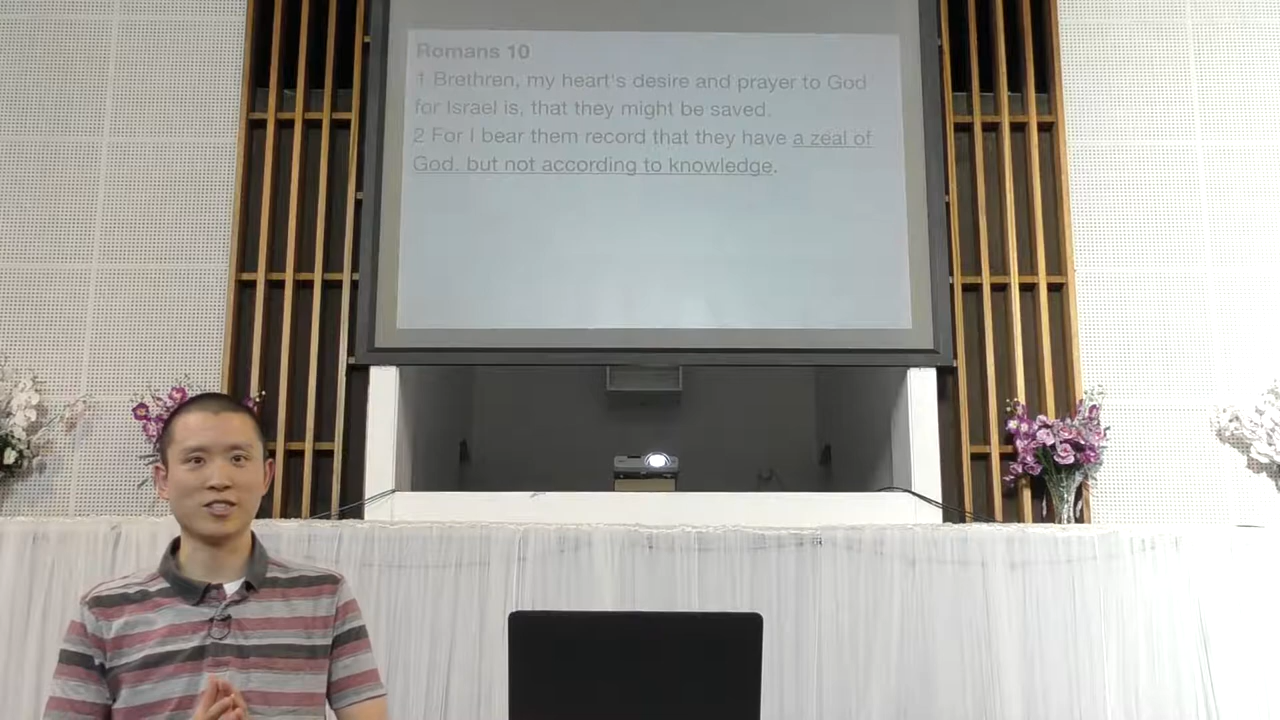 Romans 10
1 Brethren, my heart's desire and prayer to God
for Israel is, that they might be saved.
2 For I bear them record that they have a zeal of
God, but not according to knowledge.